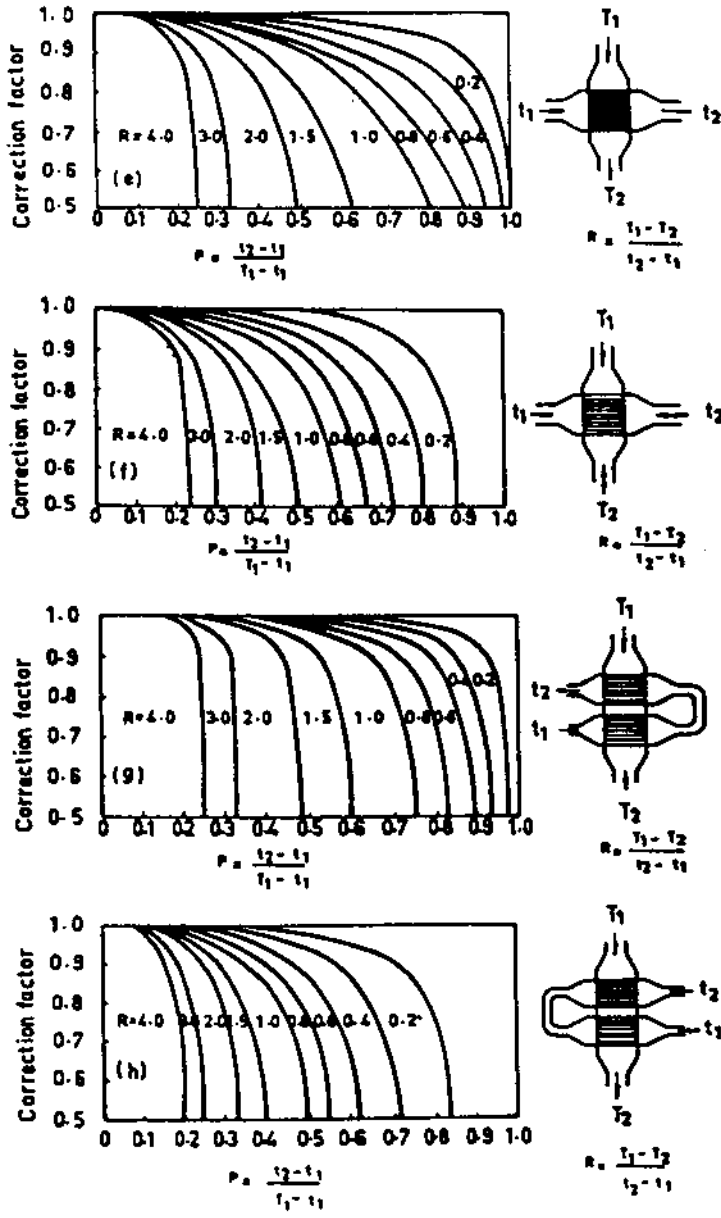 Correction factor
1.0
0.9
0.8
0.7
0.6
0.5
R=4.0 3.0 2.0 1.5 1.0 0.8 0.6 0.4
0.2
(e)
0 0.1 0.2 0.3 0.4 0.5 0.6 0.7 0.8 0.9 1.0
P = t2-t1 / T1-t1
T1
t1 t2
T2
R = T1-T2 / t2-t1
Correction factor
1.0
0.9
0.8
0.7
0.6
0.5
R=4.0 3.0 2.0 1.5 1.0 0.8 0.6 0.4 0.2
(f)
0 0.1 0.2 0.3 0.4 0.5 0.6 0.7 0.8 0.9 1.0
P = t2-t1 / T1-t1
T1
t1 t2
T2
R = T1-T2 / t2-t1
Correction factor
1.0
0.9
0.8
0.7
0.6
0.5
0.4 0.2
R=4.0 3.0 2.0 1.5 1.0 0.8 0.6
(g)
0 0.1 0.2 0.3 0.4 0.5 0.6 0.7 0.8 0.9 1.0
P = t2-t1 / T1-t1
T1
t2
t1
T2
R = T1-T2 / t2-t1
Correction factor
1.0
0.9
0.8
0.7
0.6
0.5
R=4.0 3.0 2.0 1.5 1.0 0.8 0.6 0.4 0.2
(h)
0 0.1 0.2 0.3 0.4 0.5 0.6 0.7 0.8 0.9 1.0
P = t2-t1 / T1-t1
T1
t2
T2
R = T1-T2 / t2-t1